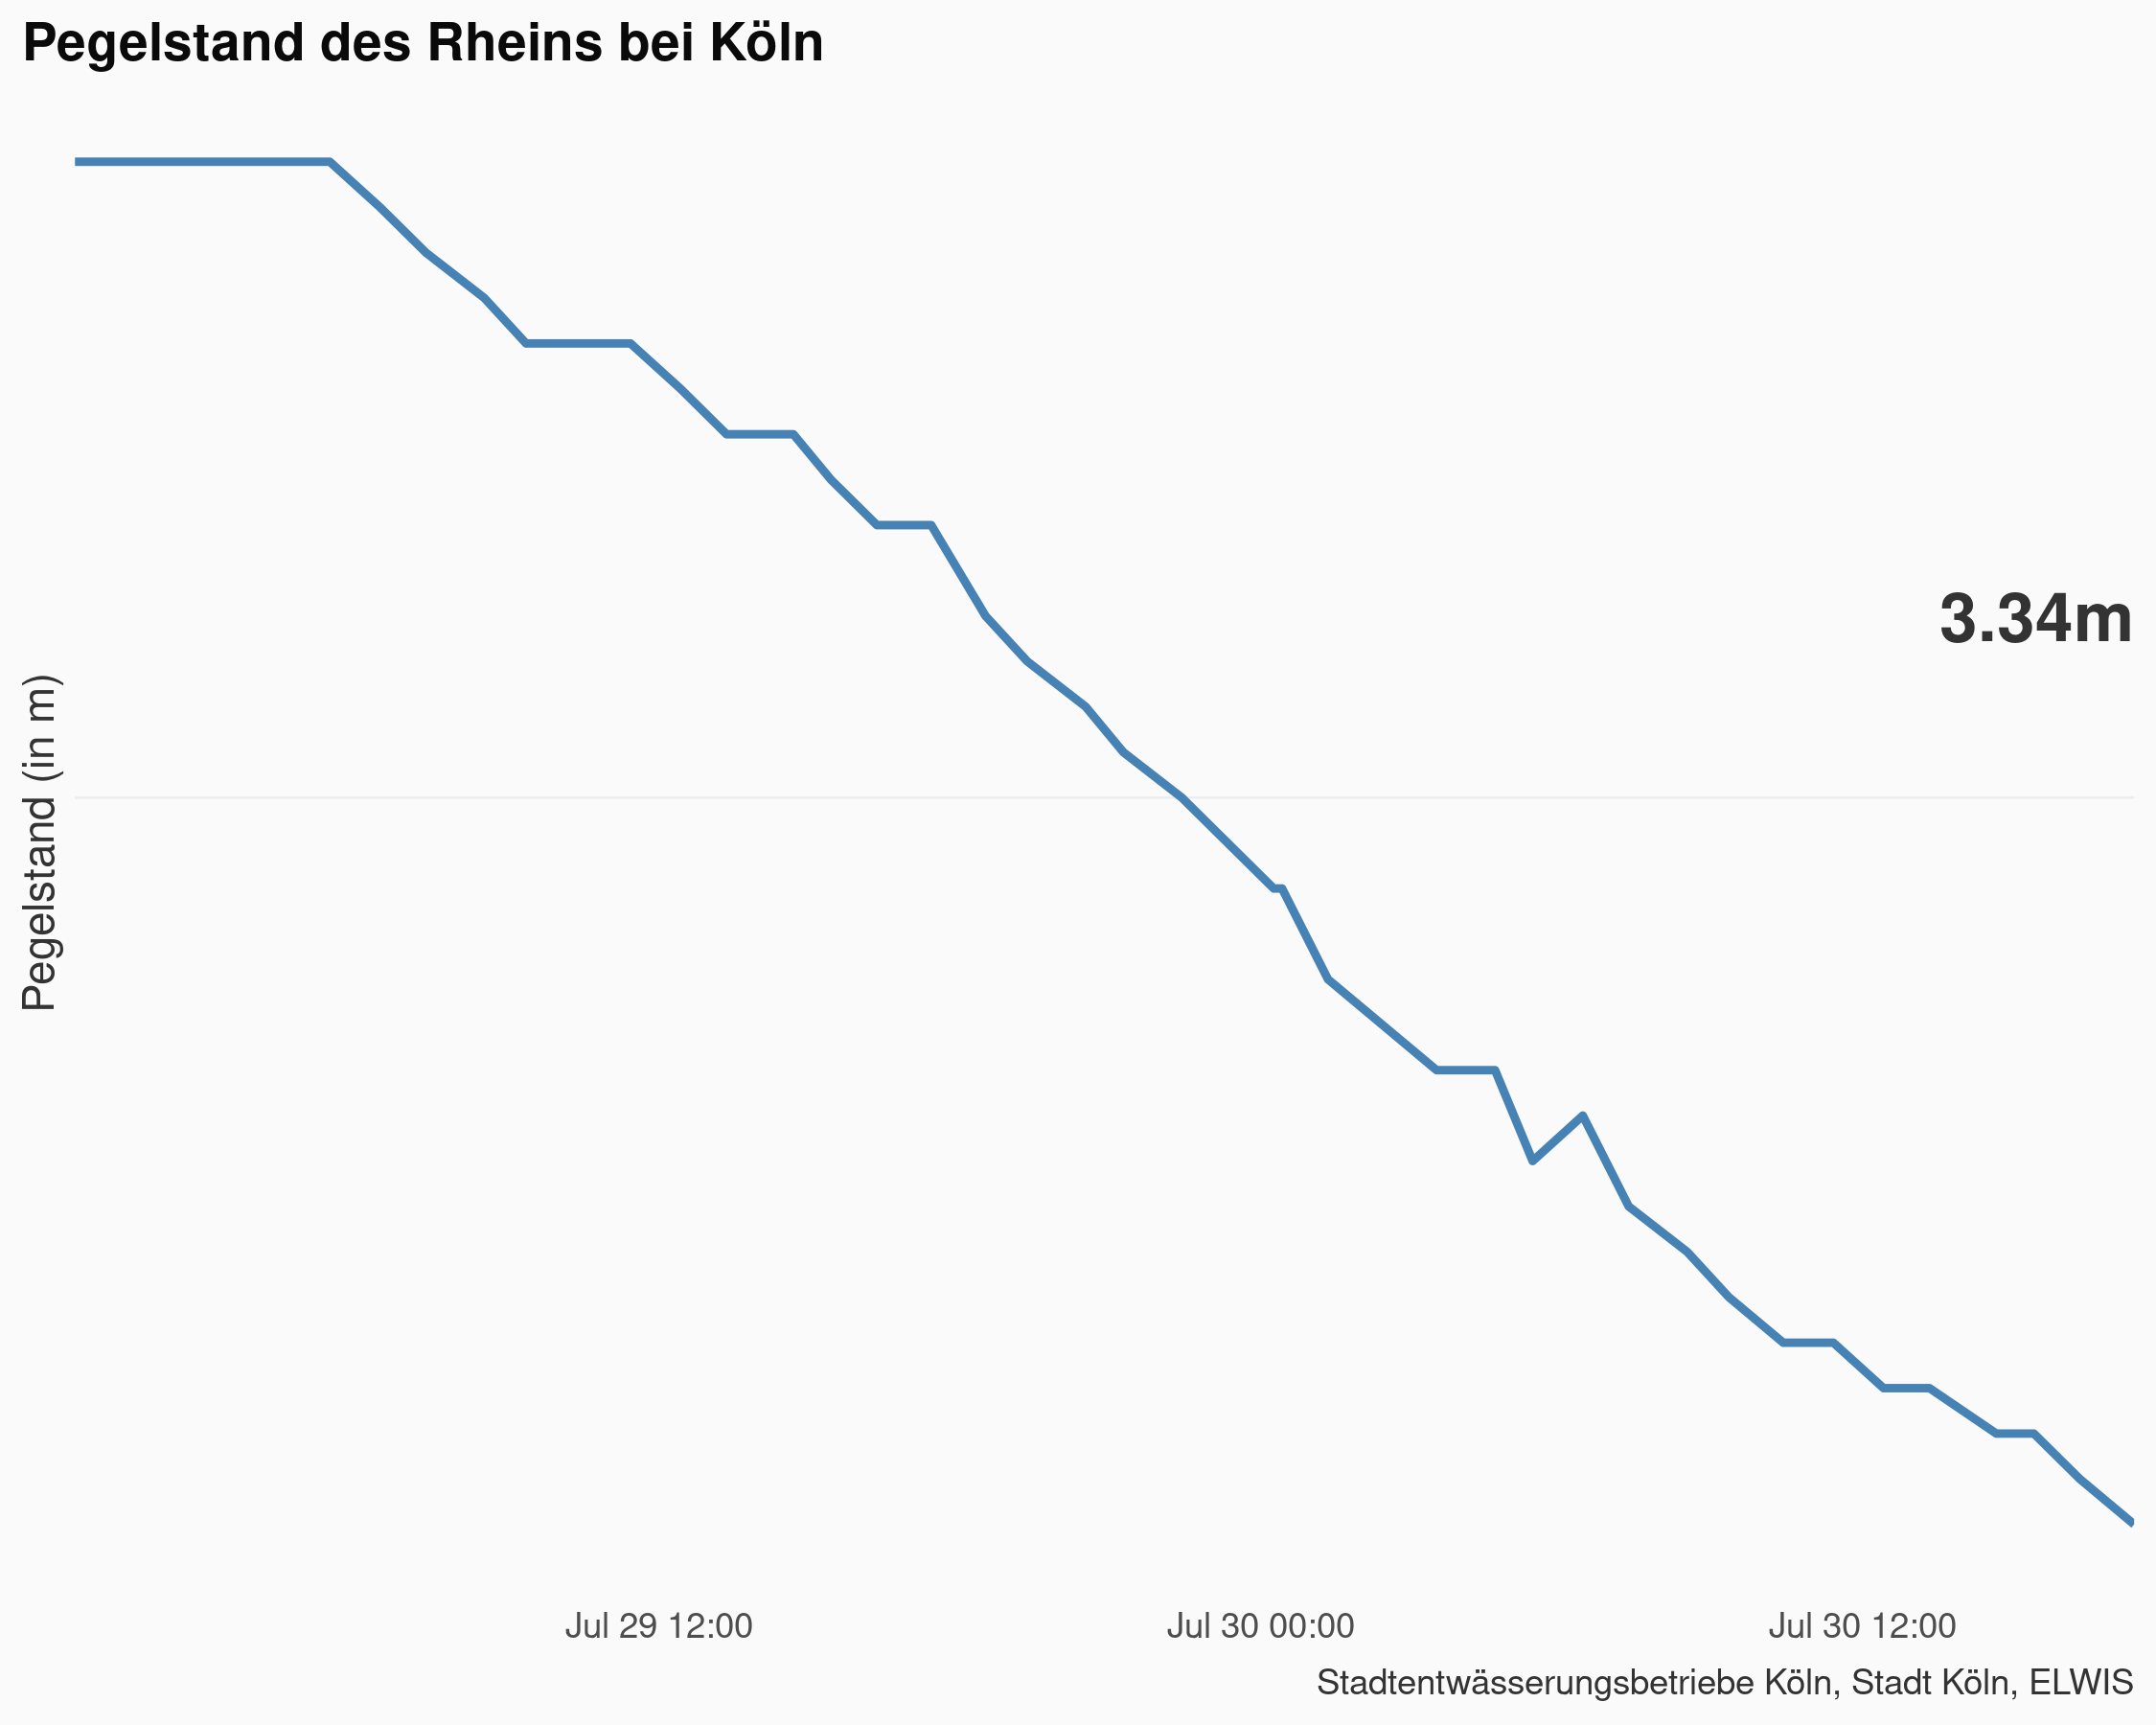 Pegelstand des Rheins bei Köln
3.34m
Pegelstand (in m)
Jul 29 12:00
Jul 30 00:00
Jul 30 12:00
Stadtentwässerungsbetriebe Köln, Stadt Köln, ELWIS